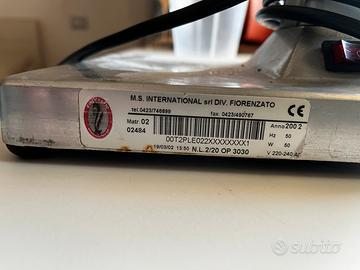 M.S. INTERNATIONAL srl DIV. FIORENZATO
tel.0423/746899 fax 0423/490767
Matr. 02
02484
Anno 2002
Hz 50
W 50
V 220-240 AC
00T2PLE022XXXXXXXX1
19/03/02 13:50 N.L.2/20 OP 3030
CE
subito